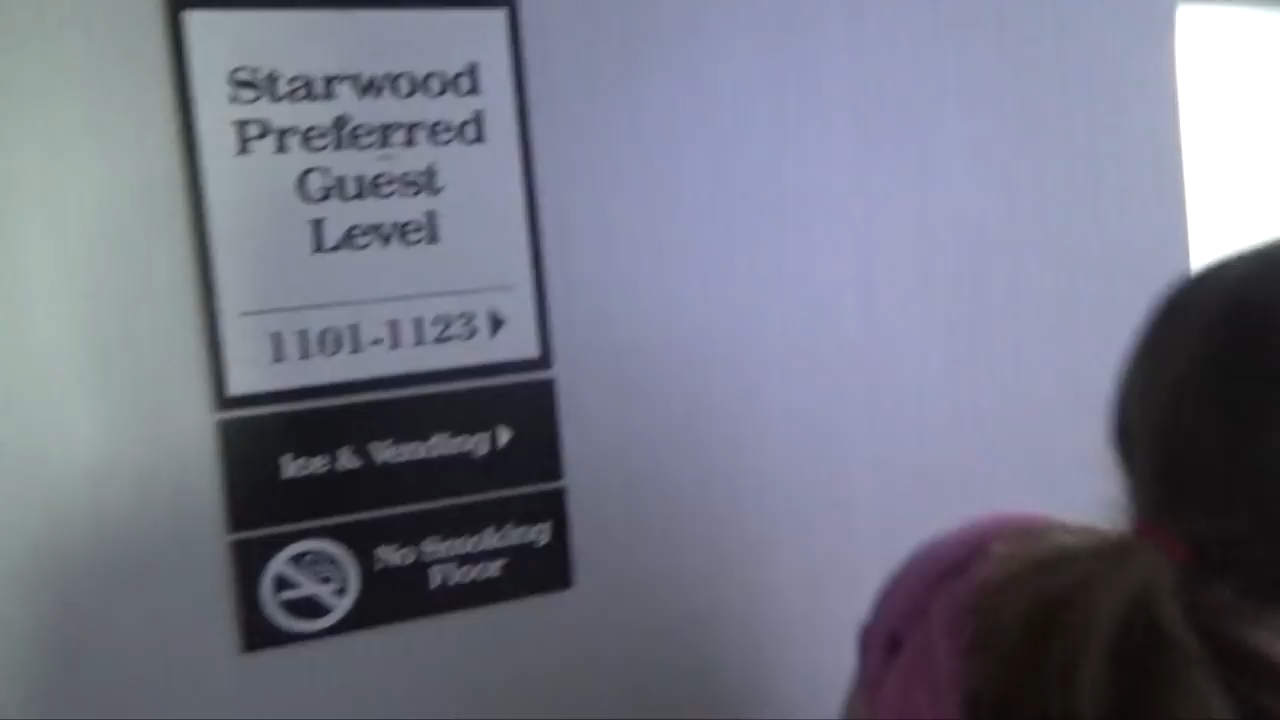 Starwood
Preferred
Guest
Level
1101-1123
Ice & Vending
No Smoking
Floor